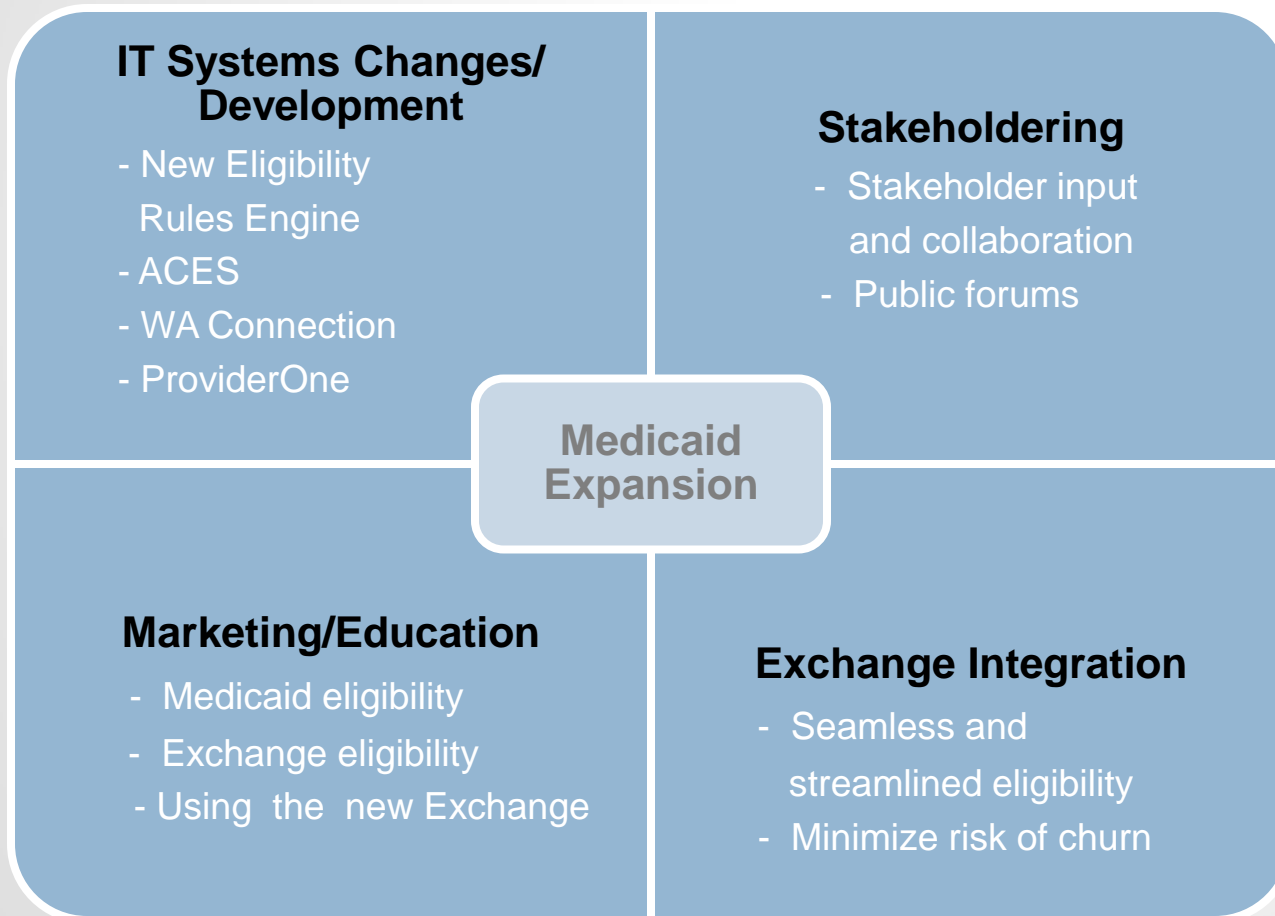 IT Systems Changes/
Development
- New Eligibility
Rules Engine
- ACES
- WA Connection
- ProviderOne
Stakeholdering
- Stakeholder input
and collaboration
- Public forums
Medicaid
Expansion
Marketing/Education
- Medicaid eligibility
- Exchange eligibility
- Using the new Exchange
Exchange Integration
- Seamless and
streamlined eligibility
- Minimize risk of churn